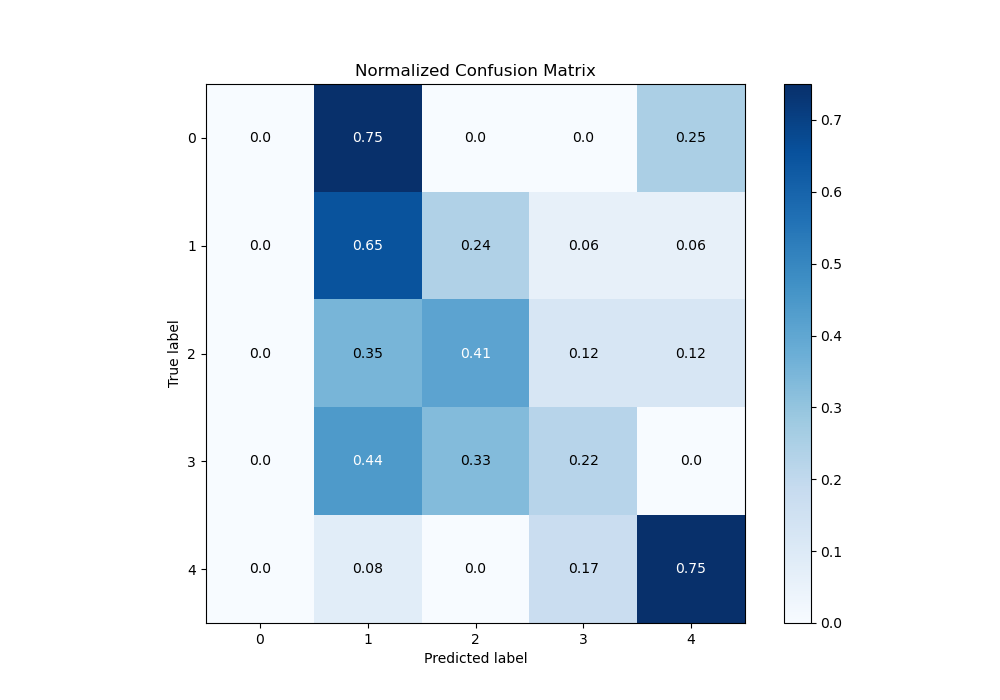 Normalized Confusion Matrix
True label
0 0.0 0.75 0.0 0.0 0.25
1 0.0 0.65 0.24 0.06 0.06
2 0.0 0.35 0.41 0.12 0.12
3 0.0 0.44 0.33 0.22 0.0
4 0.0 0.08 0.0 0.17 0.75
0 1 2 3 4
Predicted label
0.7
0.6
0.5
0.4
0.3
0.2
0.1
0.0